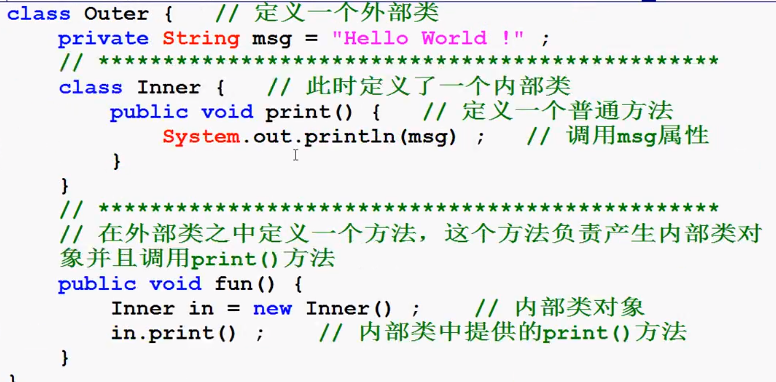 class Outer { // 定义一个外部类
private String msg = "Hello World !" ;
// ************************************************
class Inner { // 此时定义了一个内部类
public void print() { // 定义一个普通方法
System.out.println(msg) ; // 调用msg属性
}
}
// ************************************************
// 在外部类之中定义一个方法，这个方法负责产生内部类对
象并且调用print()方法
public void fun() {
Inner in = new Inner() ; // 内部类对象
in.print() ; // 内部类中提供的print()方法
}
}